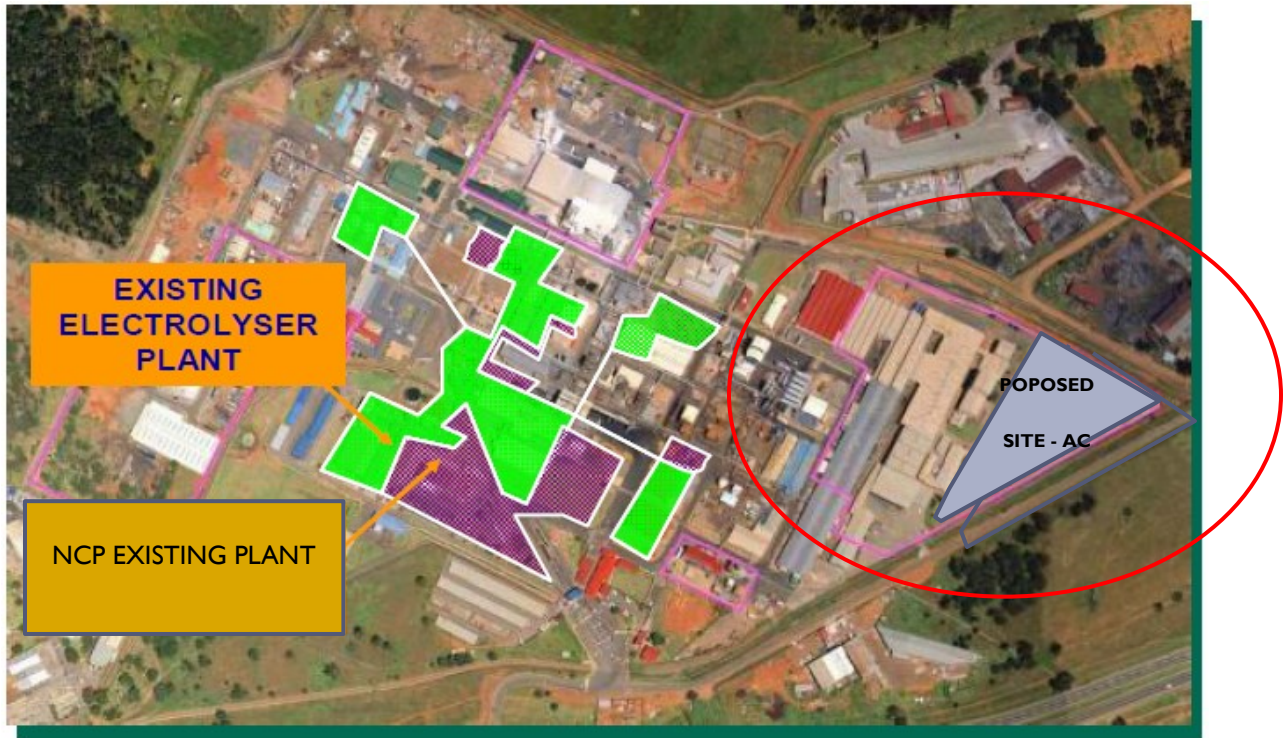 EXISTING
ELECTROLYSER
PLANT
POPOSED
SITE - AC
NCP EXISTING PLANT